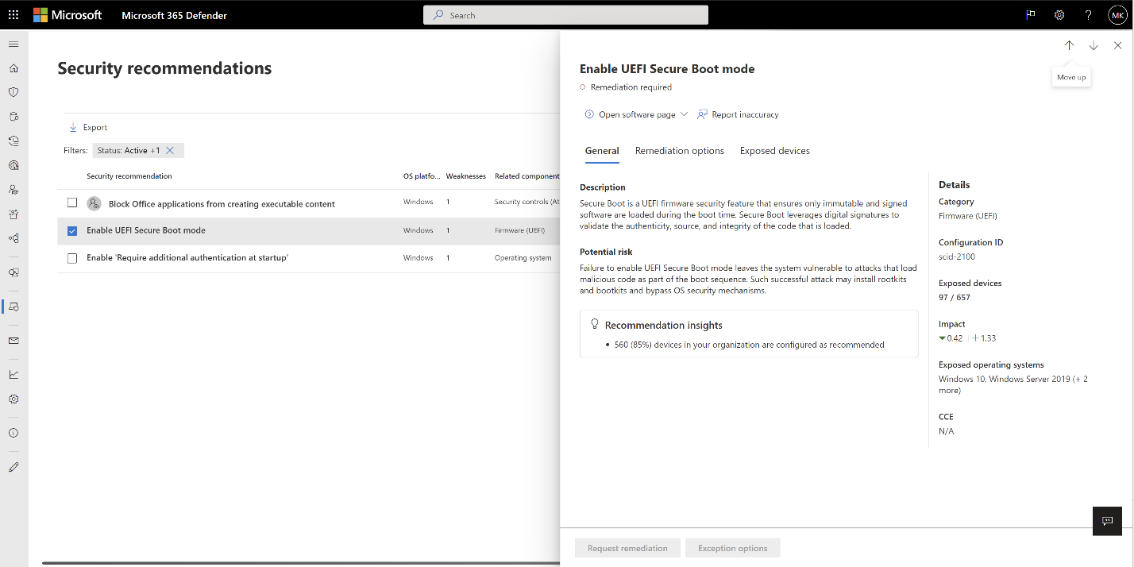 Microsoft
Microsoft 365 Defender
Search
MK
Security recommendations
Export
Filters:
Status: Active +1
Security recommendation
OS platfo...
Weaknesses
Related component
Block Office applications from creating executable content
Windows
1
Security controls (At
Enable UEFI Secure Boot mode
Windows
1
Firmware (UEFI)
Enable 'Require additional authentication at startup'
Windows
1
Operating system
Move up
Enable UEFI Secure Boot mode
Remediation required
Open software page
Report inaccuracy
General
Remediation options
Exposed devices
Description
Secure Boot is a UEFI firmware security feature that ensures only immutable and signed
software are loaded during the boot time. Secure Boot leverages digital signatures to
validate the authenticity, source, and integrity of the code that is loaded.
Potential risk
Failure to enable UEFI Secure Boot mode leaves the system vulnerable to attacks that load
malicious code as part of the boot sequence. Such successful attack may install rootkits
and bootkits and bypass OS security mechanisms.
Recommendation insights
• 560 (85%) devices in your organization are configured as recommended
Details
Category
Firmware (UEFI)
Configuration ID
scid-2100
Exposed devices
97 / 657
Impact
▼0.42 | + 1.33
Exposed operating systems
Windows 10, Windows Server 2019 (+ 2
more)
CCE
N/A
Request remediation
Exception options